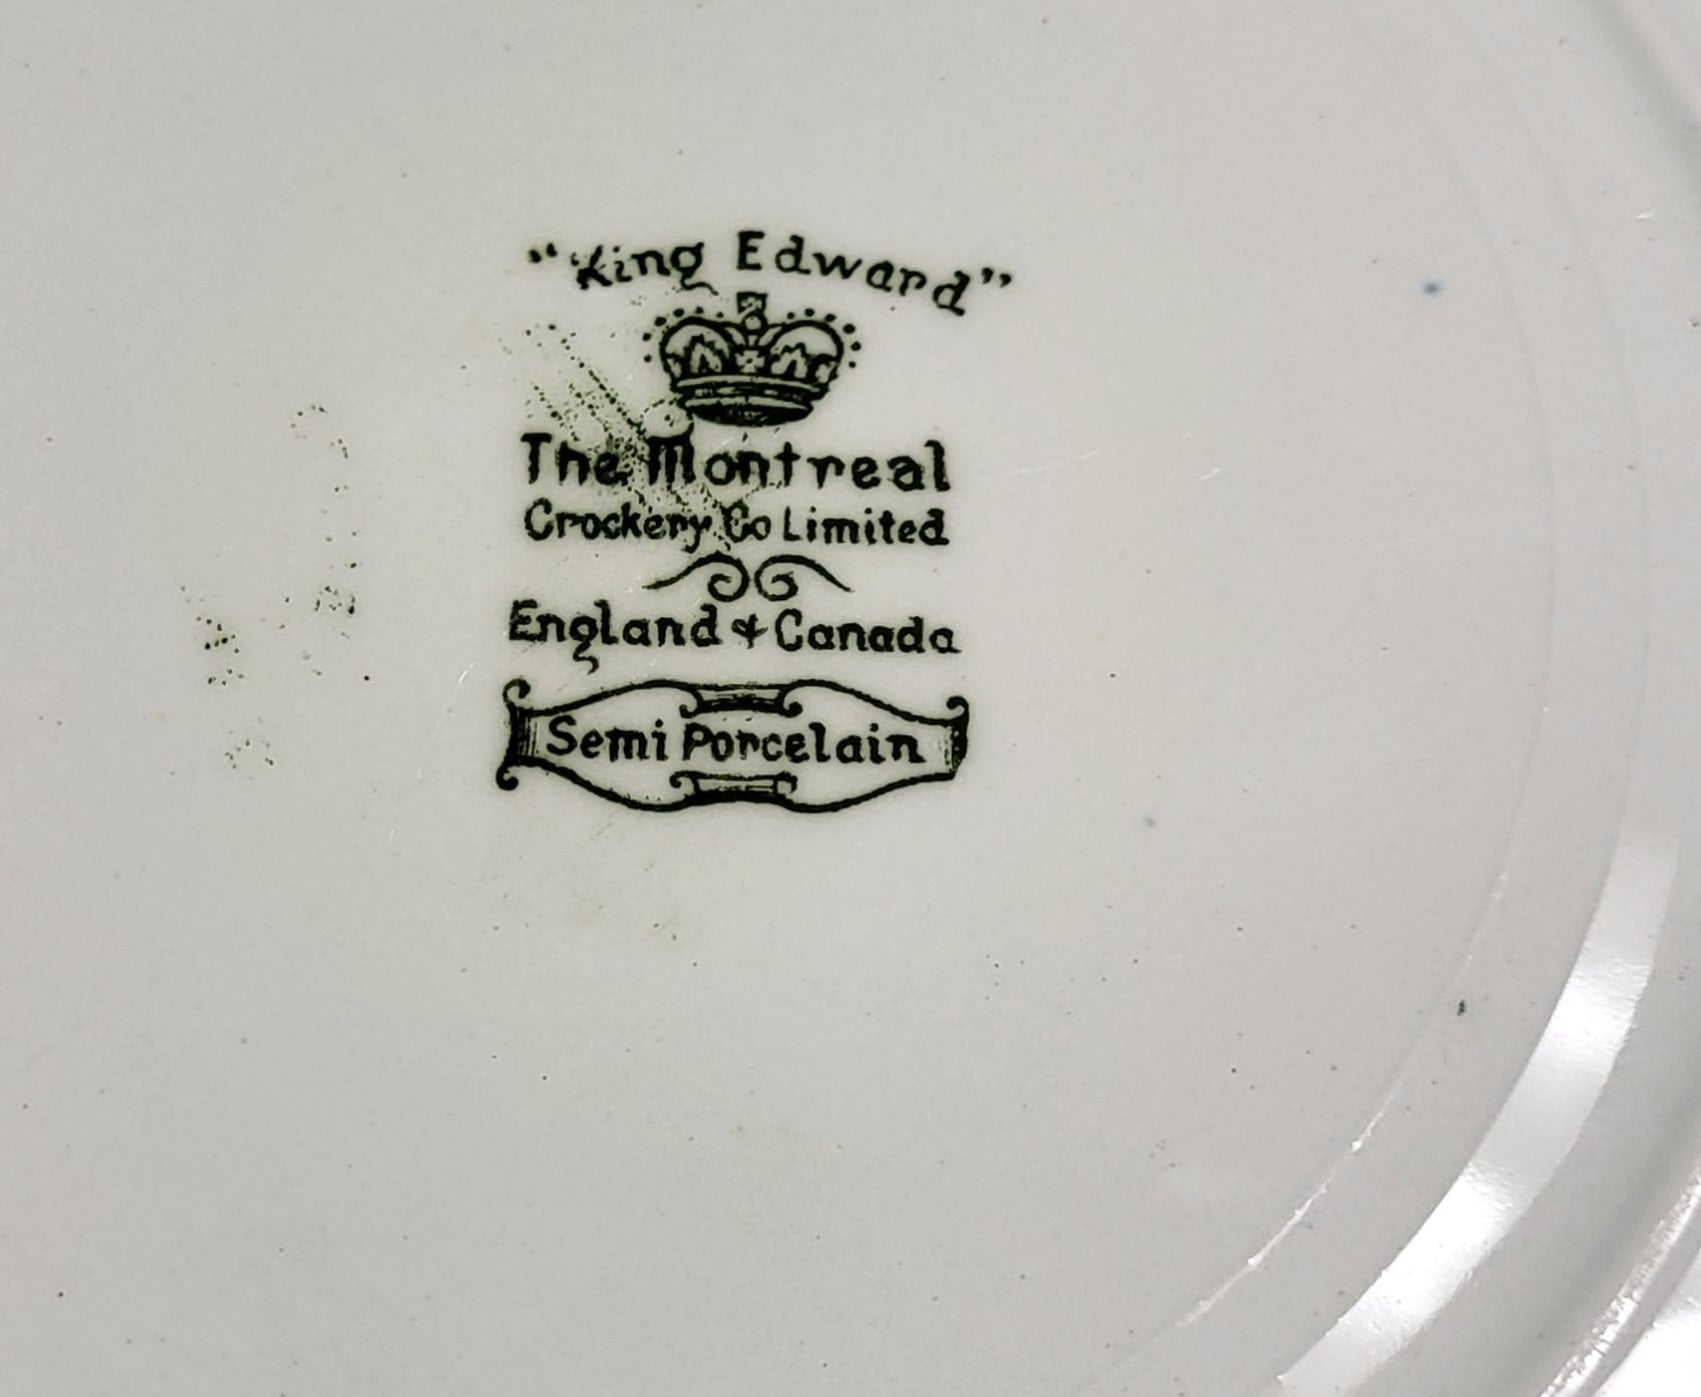 "King Edward"
The Montreal
Crockery Co Limited
England & Canada
Semi Porcelain